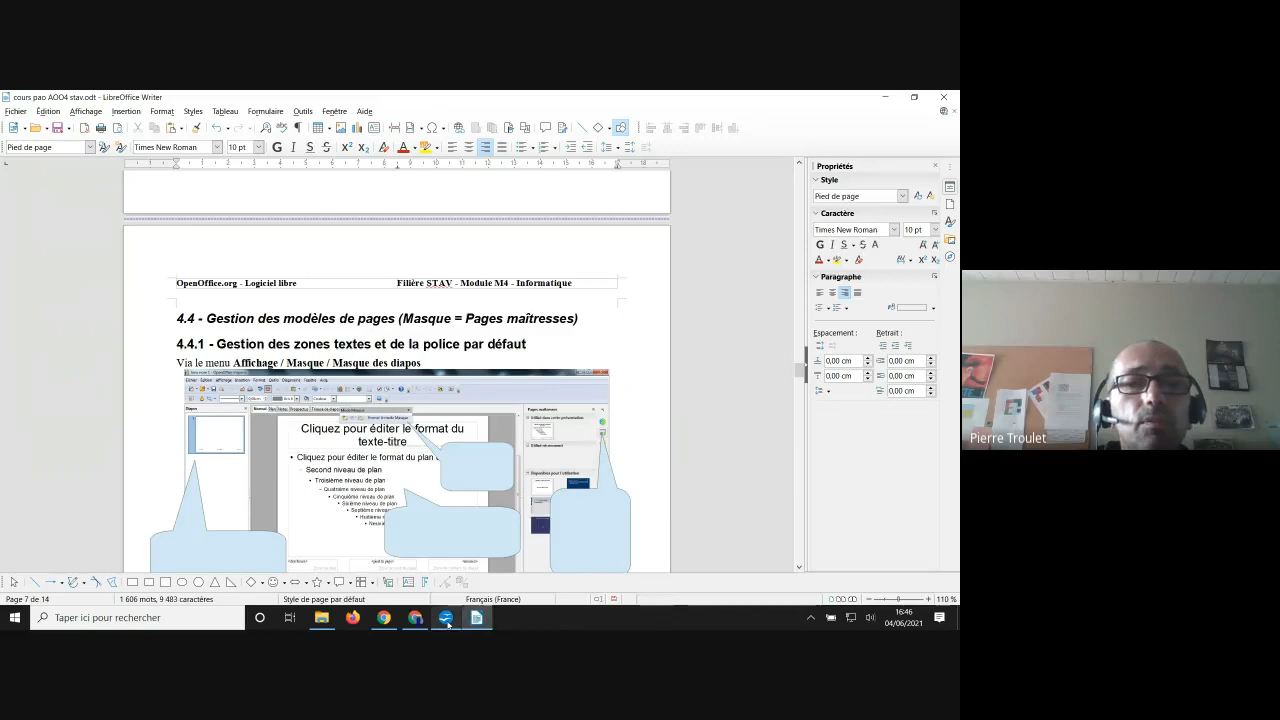 cours pao AOO4 stav.odt - LibreOffice Writer
Fichier Édition Affichage Insertion Format Styles Tableau Formulaire Outils Fenêtre Aide
Pied de page Times New Roman 10 pt
Propriétés
Style
Pied de page
Caractère
Times New Roman 10 pt
Paragraphe
Espacement : Retrait :
0,00 cm 0,00 cm
0,00 cm 0,00 cm
0,00 cm
OpenOffice.org - Logiciel libre Filière STAV - Module M4 - Informatique
4.4 - Gestion des modèles de pages (Masque = Pages maîtresses)
4.4.1 - Gestion des zones textes et de la police par défaut
Via le menu Affichage / Masque / Masque des diapos
Cliquez pour éditer le format du
texte-titre
Cliquez pour éditer le format du plan
Second niveau de plan
Troisième niveau de plan
Quatrième niveau de plan
Cinquième niveau de plan
Sixième niveau de plan
Septième
Pages maîtresses
Page 7 de 14 1 606 mots, 9 483 caractères Style de page par défaut Français (France) 110 %
Taper ici pour rechercher
16:46
04/06/2021
Pierre Troulet